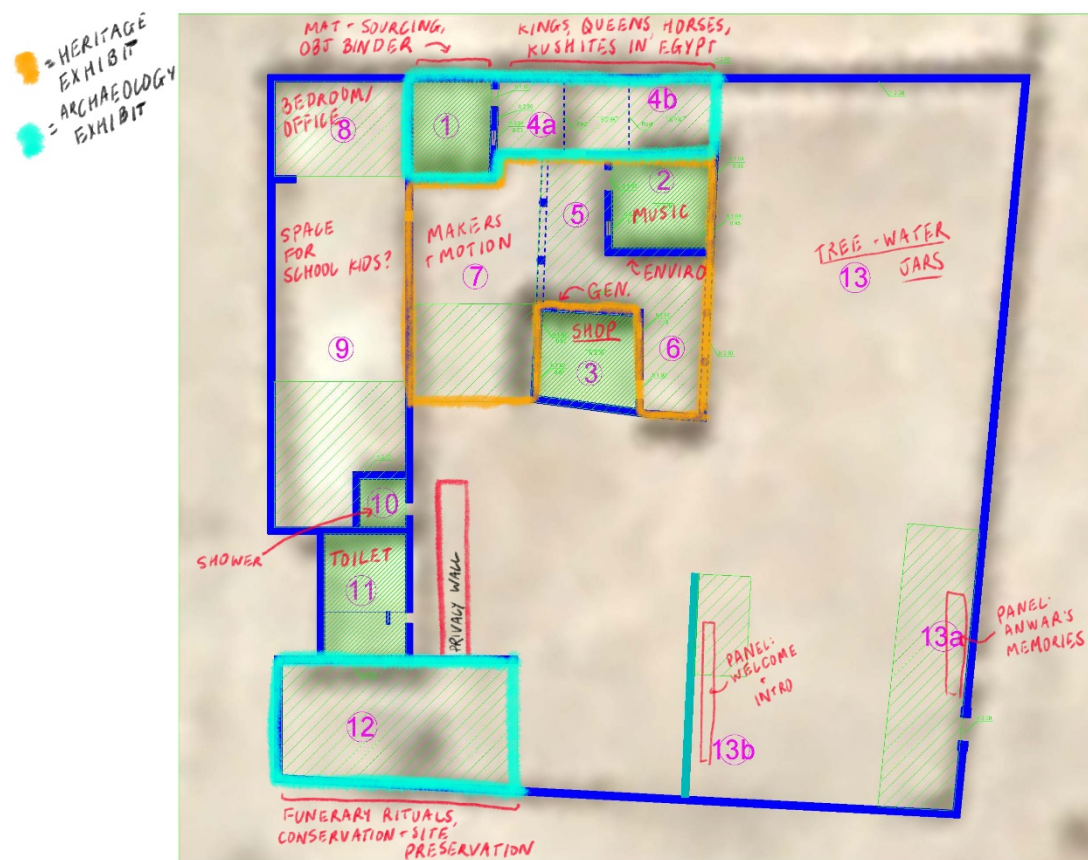 = HERITAGE
EXHIBIT
= ARCHAEOLOGY
EXHIBIT
MAT - SOURCING,
OBJ BINDER
KINGS, QUEENS, HORSES,
KUSHITES IN EGYPT
BEDROOM/
OFFICE
8
1
4a
4b
2
MUSIC
5
ENVIRO
MAKERS
+ MOTION
7
GEN.
SHOP
3
6
SPACE
FOR
SCHOOL KIDS?
9
TREE - WATER
JARS
13
10
SHOWER
TOILET
11
PRIVACY WALL
12
FUNERARY RITUALS,
CONSERVATION + SITE
PRESERVATION
PANEL:
WELCOME
+
INTRO
13b
13a
PANEL:
ANWAR'S
MEMORIES